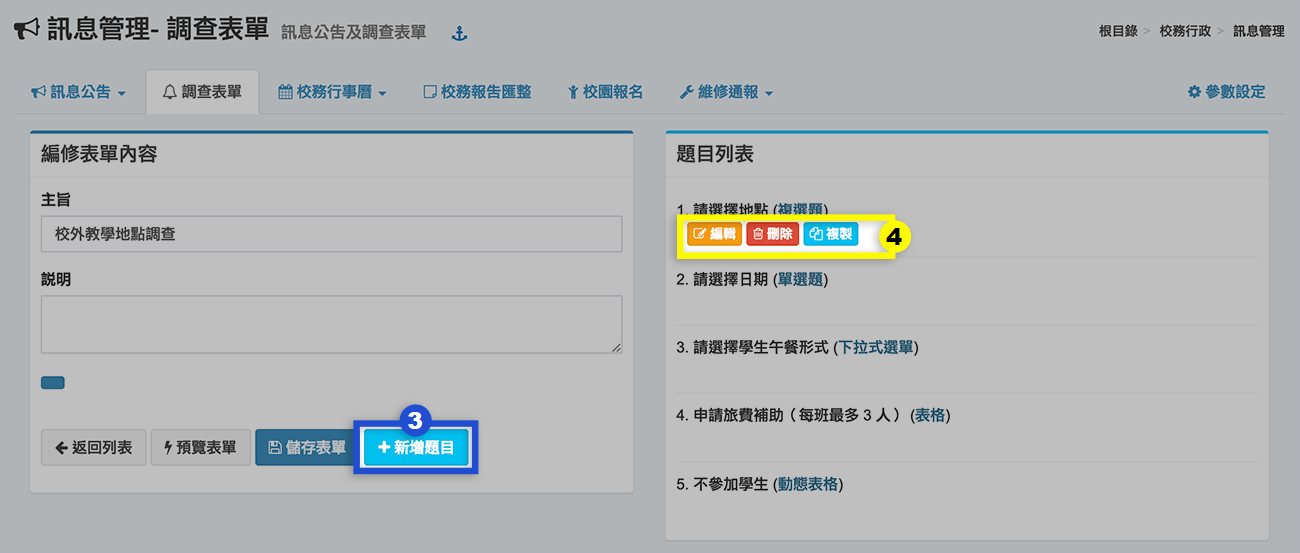 訊息管理- 調查表單 訊息公告及調查表單
根目錄 > 校務行政 > 訊息管理
訊息公告 調查表單 校務行事曆 校務報告匯整 校園報名 維修通報 參數設定
編修表單內容
主旨
校外教學地點調查
說明
返回列表 預覽表單 儲存表單 新增題目
3
題目列表
1. 請選擇地點 (複選題)
編輯 刪除 複製
4
2. 請選擇日期 (單選題)
3. 請選擇學生午餐形式 (下拉式選單)
4. 申請旅費補助（每班最多 3 人） (表格)
5. 不參加學生 (動態表格)